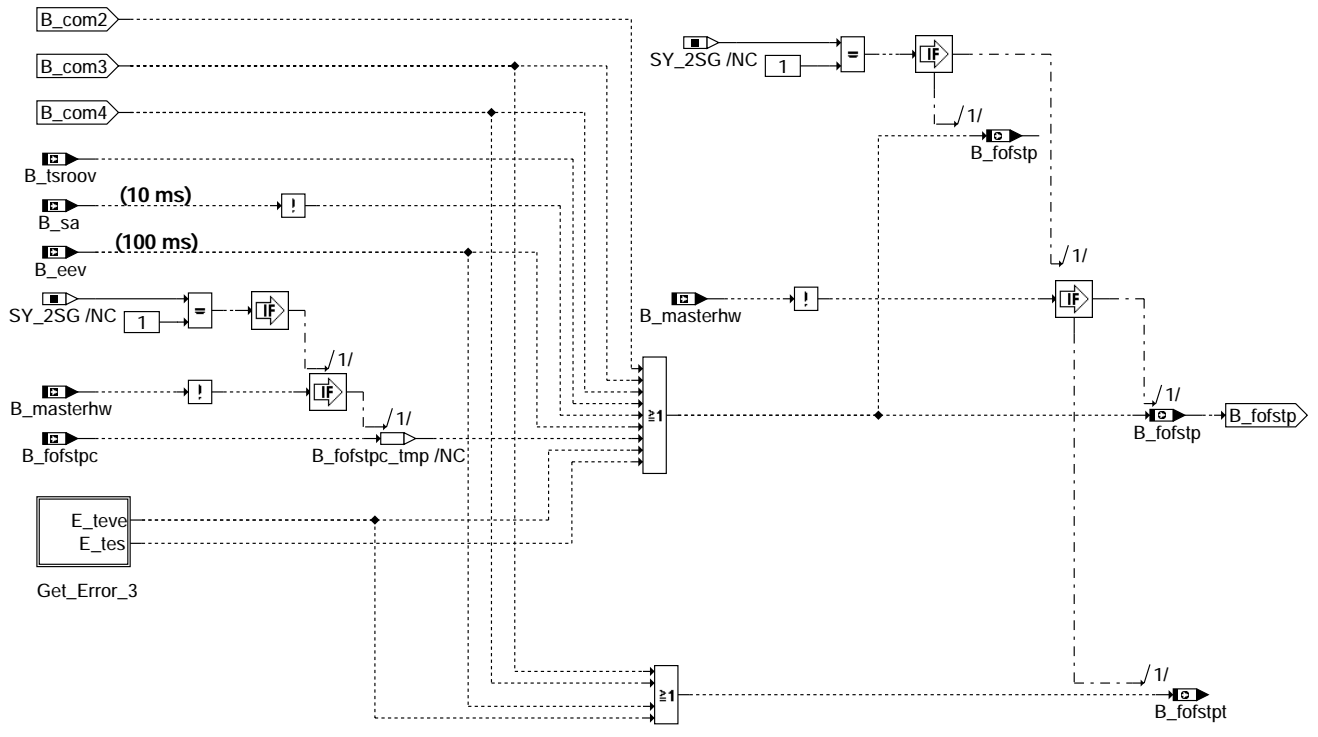 B_com2
B_com3
B_com4
B_tsroov
(10 ms)
!
B_sa
(100 ms)
B_eev
SY_2SG /NC
1
=
IF
/1/
B_masterhw
!
IF
/1/
B_fofstpc
B_fofstpc_tmp /NC
E_teve
E_tes
Get_Error_3
SY_2SG /NC
1
=
IF
/1/
B_fofstp
/1/
B_masterhw
!
IF
≥1
/1/
B_fofstp
B_fofstp
≥1
/1/
B_fofstpt